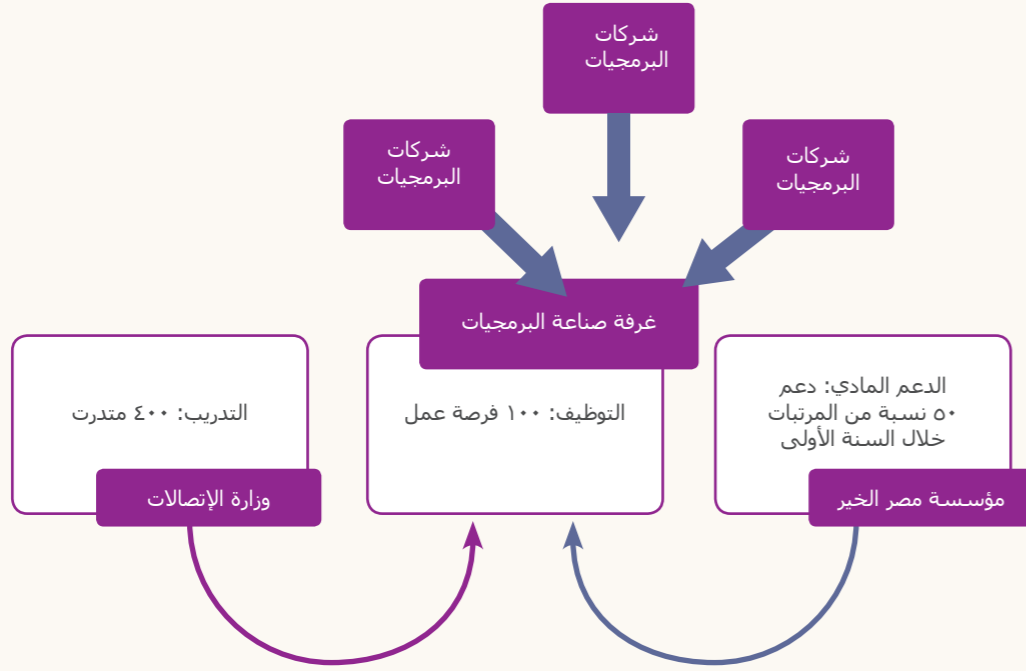 شركات
البرمجيات
شركات
البرمجيات
شركات
البرمجيات
غرفة صناعة البرمجيات
الدعم المادي: دعم
٥٠ نسبة من المرتبات
خلال السنة الأولى
مؤسسة مصر الخير
التوظيف: ١٠٠ فرصة عمل
التدريب: ٤٠٠ متدرت
وزارة الإتصالات